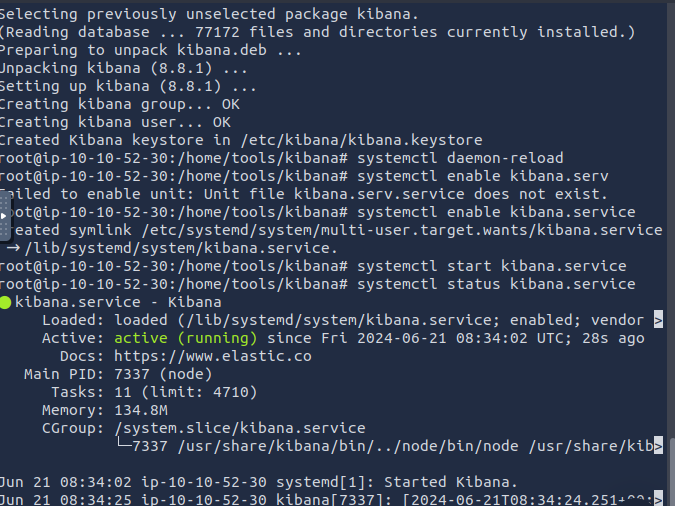 Selecting previously unselected package kibana.
(Reading database ... 77172 files and directories currently installed.)
Preparing to unpack kibana.deb ...
Unpacking kibana (8.8.1) ...
Setting up kibana (8.8.1) ...
Creating kibana group... OK
Creating kibana user... OK
Created Kibana keystore in /etc/kibana/kibana.keystore
root@ip-10-10-52-30:/home/tools/kibana# systemctl daemon-reload
root@ip-10-10-52-30:/home/tools/kibana# systemctl enable kibana.serv
Failed to enable unit: Unit file kibana.serv.service does not exist.
root@ip-10-10-52-30:/home/tools/kibana# systemctl enable kibana.service
Created symlink /etc/systemd/system/multi-user.target.wants/kibana.service
→ /lib/systemd/system/kibana.service.
root@ip-10-10-52-30:/home/tools/kibana# systemctl start kibana.service
root@ip-10-10-52-30:/home/tools/kibana# systemctl status kibana.service
● kibana.service - Kibana
Loaded: loaded (/lib/systemd/system/kibana.service; enabled; vendor >
Active: active (running) since Fri 2024-06-21 08:34:02 UTC; 28s ago
Docs: https://www.elastic.co
Main PID: 7337 (node)
Tasks: 11 (limit: 4710)
Memory: 134.8M
CGroup: /system.slice/kibana.service
└─7337 /usr/share/kibana/bin/../node/bin/node /usr/share/kib>
Jun 21 08:34:02 ip-10-10-52-30 systemd[1]: Started Kibana.
Jun 21 08:34:25 ip-10-10-52-30 kibana[7337]: [2024-06-21T08:34:24.251+00:>